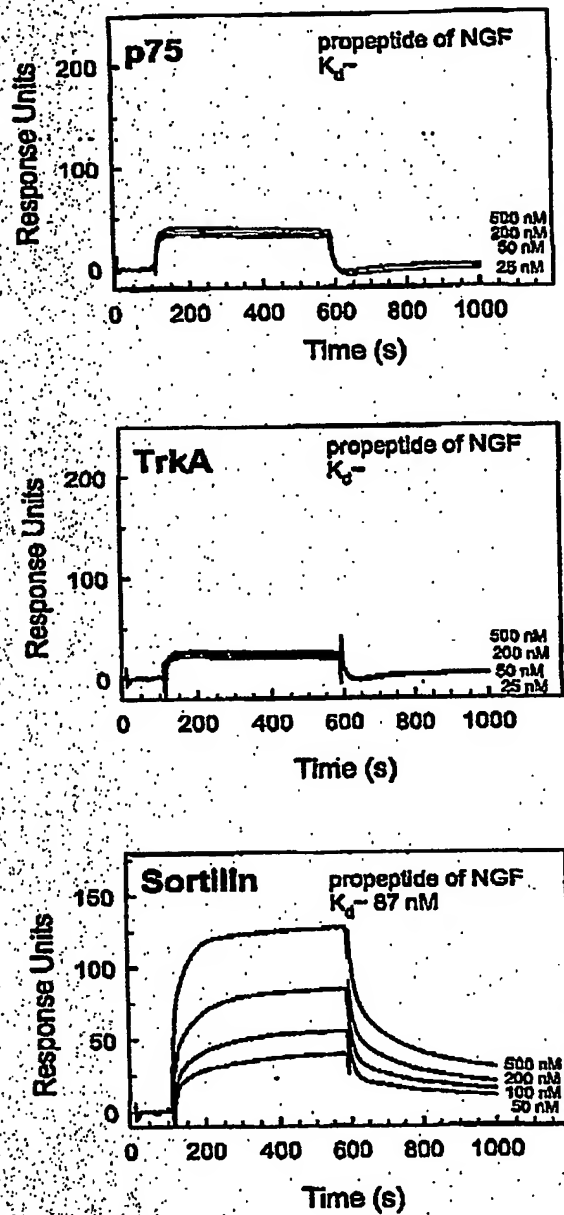 p75
propeptide of NGF
Kd~
Response Units
200
100
0
500 nM
200 nM
50 nM
25 nM
0 200 400 600 800 1000
Time (s)
TrkA
propeptide of NGF
Kd~
Response Units
200
100
0
500 nM
200 nM
50 nM
25 nM
0 200 400 600 800 1000
Time (s)
Sortilin
propeptide of NGF
Kd~ 87 nM
Response Units
150
100
50
0
500 nM
200 nM
100 nM
50 nM
0 200 400 600 800 1000
Time (s)